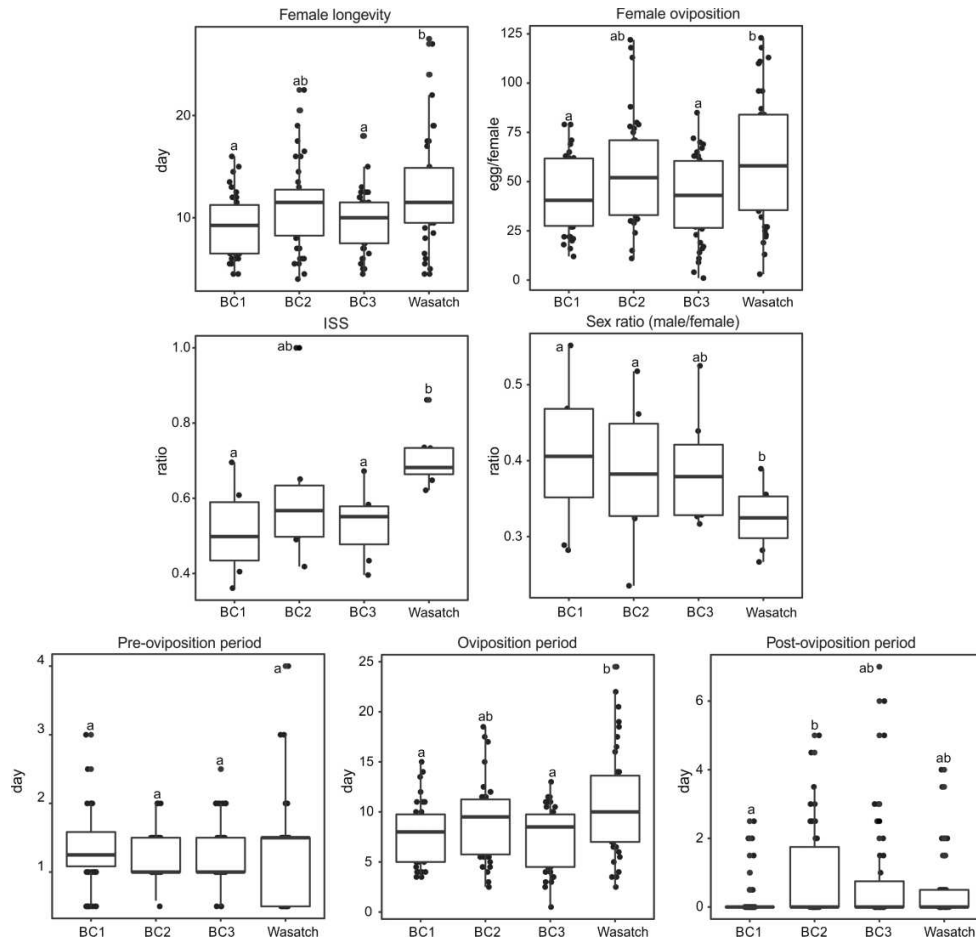 Female longevity
day
20
10
a
ab
a
b
BC1 BC2 BC3 Wasatch
Female oviposition
egg/female
125
100
75
50
25
0
a
ab
a
b
BC1 BC2 BC3 Wasatch
ISS
ratio
1.0
0.8
0.6
0.4
a
ab
a
b
BC1 BC2 BC3 Wasatch
Sex ratio (male/female)
ratio
0.5
0.4
0.3
a
a
ab
b
BC1 BC2 BC3 Wasatch
Pre-oviposition period
day
4
3
2
1
a
a
a
a
BC1 BC2 BC3 Wasatch
Oviposition period
day
25
20
15
10
5
0
a
ab
a
b
BC1 BC2 BC3 Wasatch
Post-oviposition period
day
6
4
2
0
a
b
ab
ab
BC1 BC2 BC3 Wasatch